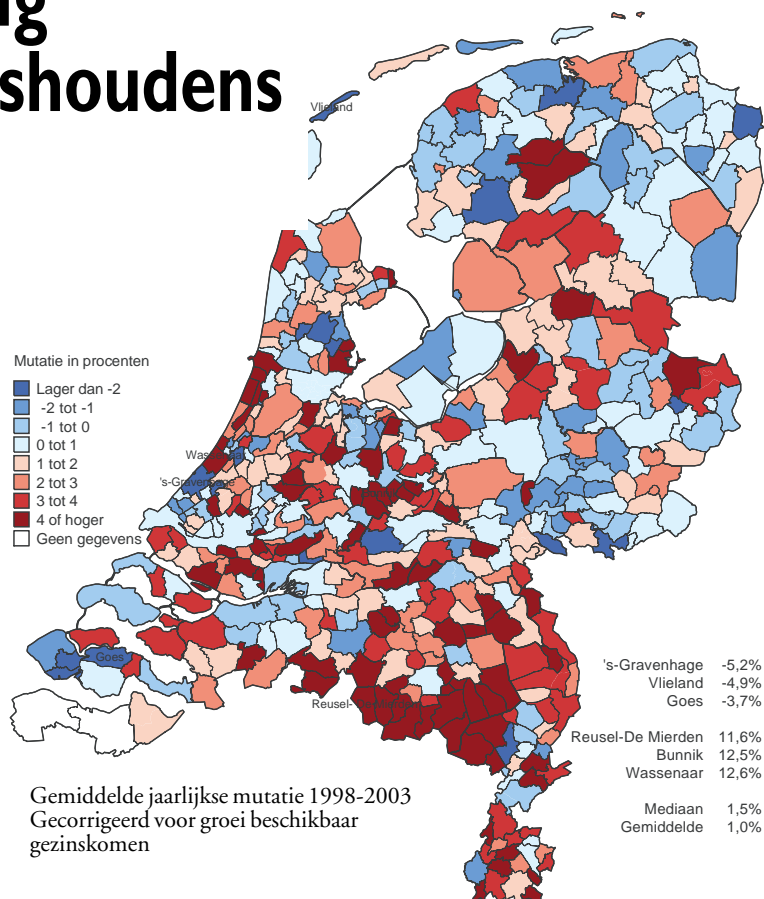 shoudens
Vlieland
Mutatie in procenten
Lager dan -2
-2 tot -1
-1 tot 0
0 tot 1
1 tot 2
2 tot 3
3 tot 4
4 of hoger
Geen gegevens
's-Gravenhage
Goes
's-Gravenhage -5,2%
Vlieland -4,9%
Goes -3,7%
Reusel-De Mierden 11,6%
Bunnik 12,5%
Wassenaar 12,6%
Mediaan 1,5%
Gemiddelde 1,0%
Gemiddelde jaarlijkse mutatie 1998-2003
Gecorrigeerd voor groei beschikbaar
gezinskomen